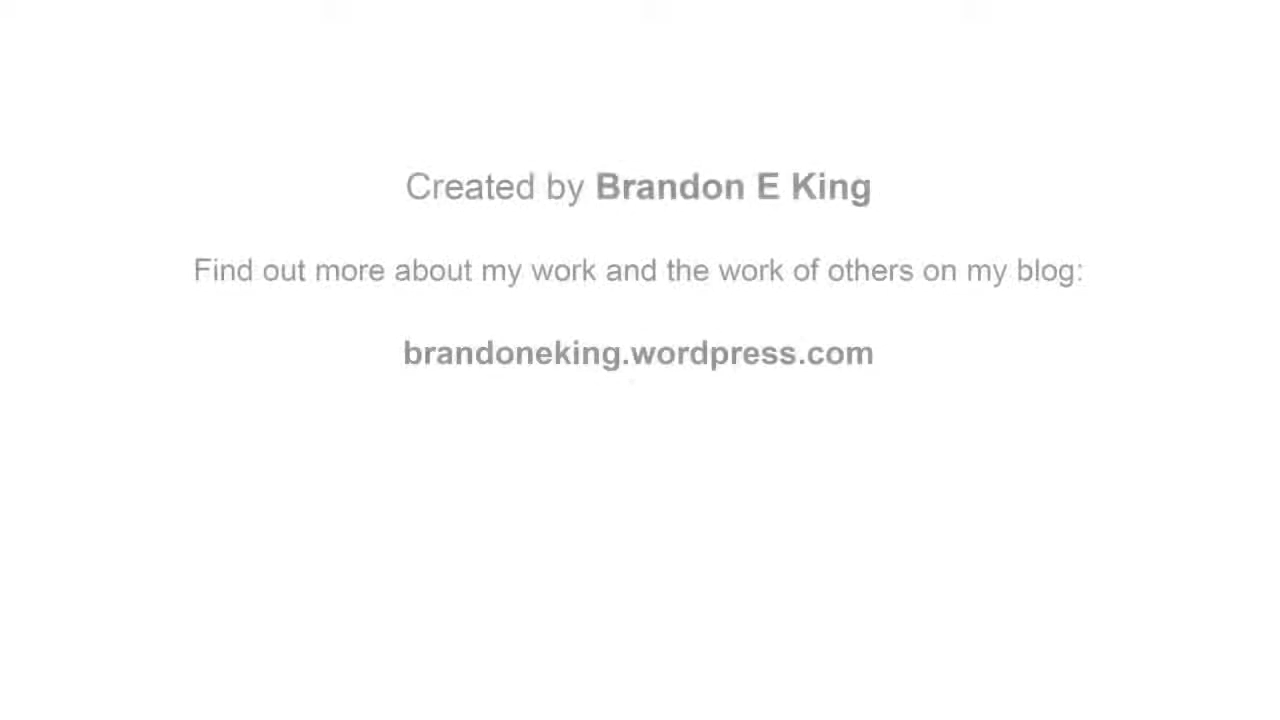 Created by Brandon E King
Find out more about my work and the work of others on my blog:
brandoneking.wordpress.com